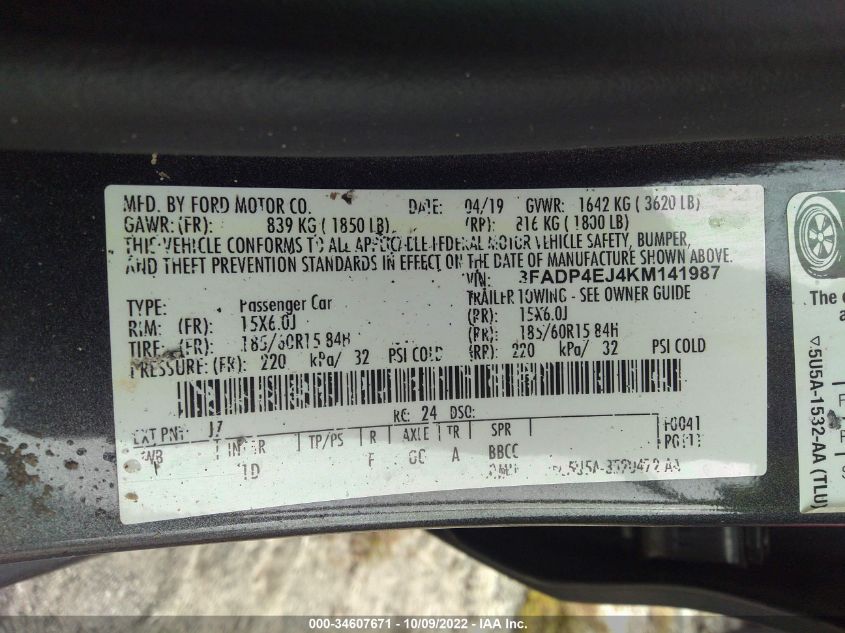 MFD. BY FORD MOTOR CO. DATE: 04/19 GVWR: 1642 KG ( 3620 LB)
GAWR: (FR): 839 KG ( 1850 LB) (RR): 816 KG ( 1800 LB)
THIS VEHICLE CONFORMS TO ALL APPLICABLE FEDERAL MOTOR VEHICLE SAFETY, BUMPER,
AND THEFT PREVENTION STANDARDS IN EFFECT ON THE DATE OF MANUFACTURE SHOWN ABOVE.
VIN: 3FADP4EJ4KM141987
TYPE: Passenger Car TRAILER TOWING - SEE OWNER GUIDE
RIM: (FR): 15X6.0J (RR): 15X6.0J
TIRE: (FR): 185/60R15 84H (RR): 185/60R15 84H
PRESSURE: (FR): 220 kPa/ 32 PSI COLD (RR): 220 kPa/ 32 PSI COLD
EXT PNT: J7 RC: 24 DSO:
WB INT TR TP/PS R AXLE TR SPR
F A BBCC
The
5U5A-1532-AA (TLU)
000-34607671 - 10/09/2022 - IAA Inc.